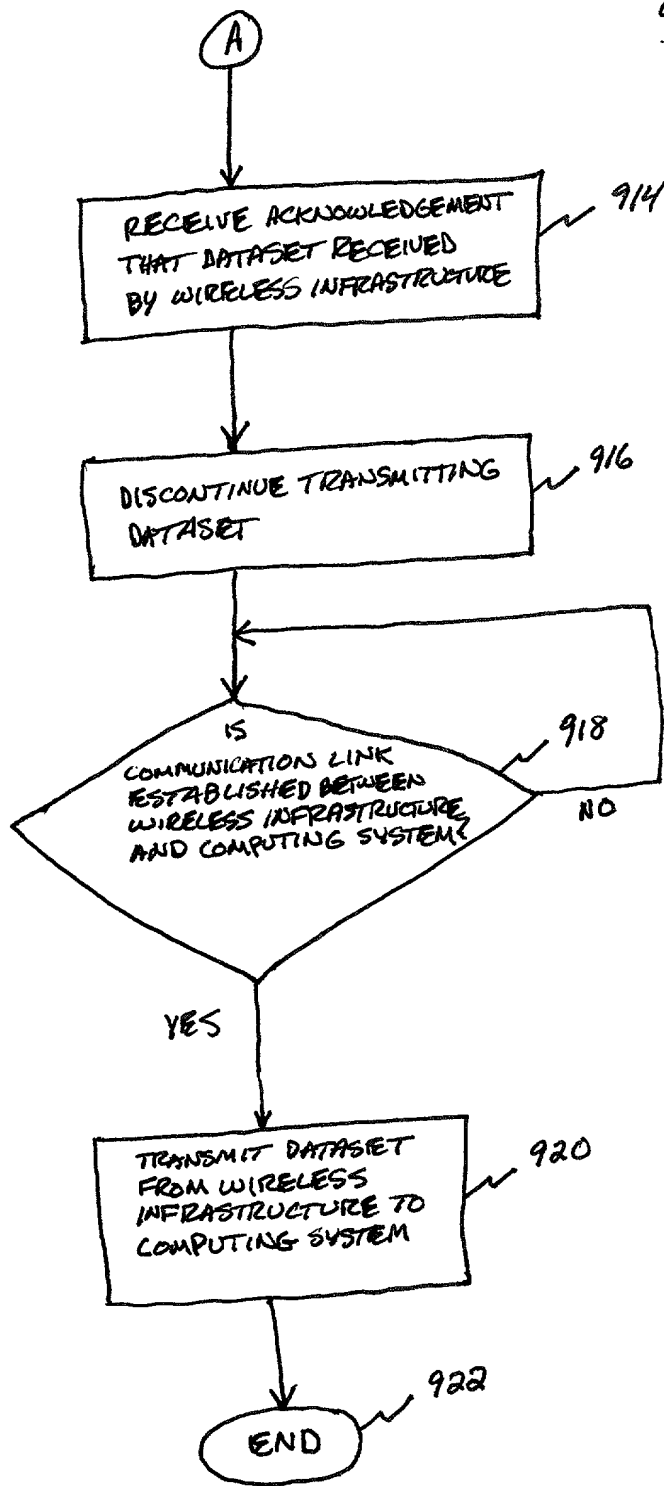 A
RECEIVE ACKNOWLEDGEMENT
THAT DATASET RECEIVED
BY WIRELESS INFRASTRUCTURE
914
DISCONTINUE TRANSMITTING
DATASET
916
IS
COMMUNICATION LINK
ESTABLISHED BETWEEN
WIRELESS INFRASTRUCTURE
AND COMPUTING SYSTEM?
918
NO
YES
TRANSMIT DATASET
FROM WIRELESS
INFRASTRUCTURE TO
COMPUTING SYSTEM
920
END
922